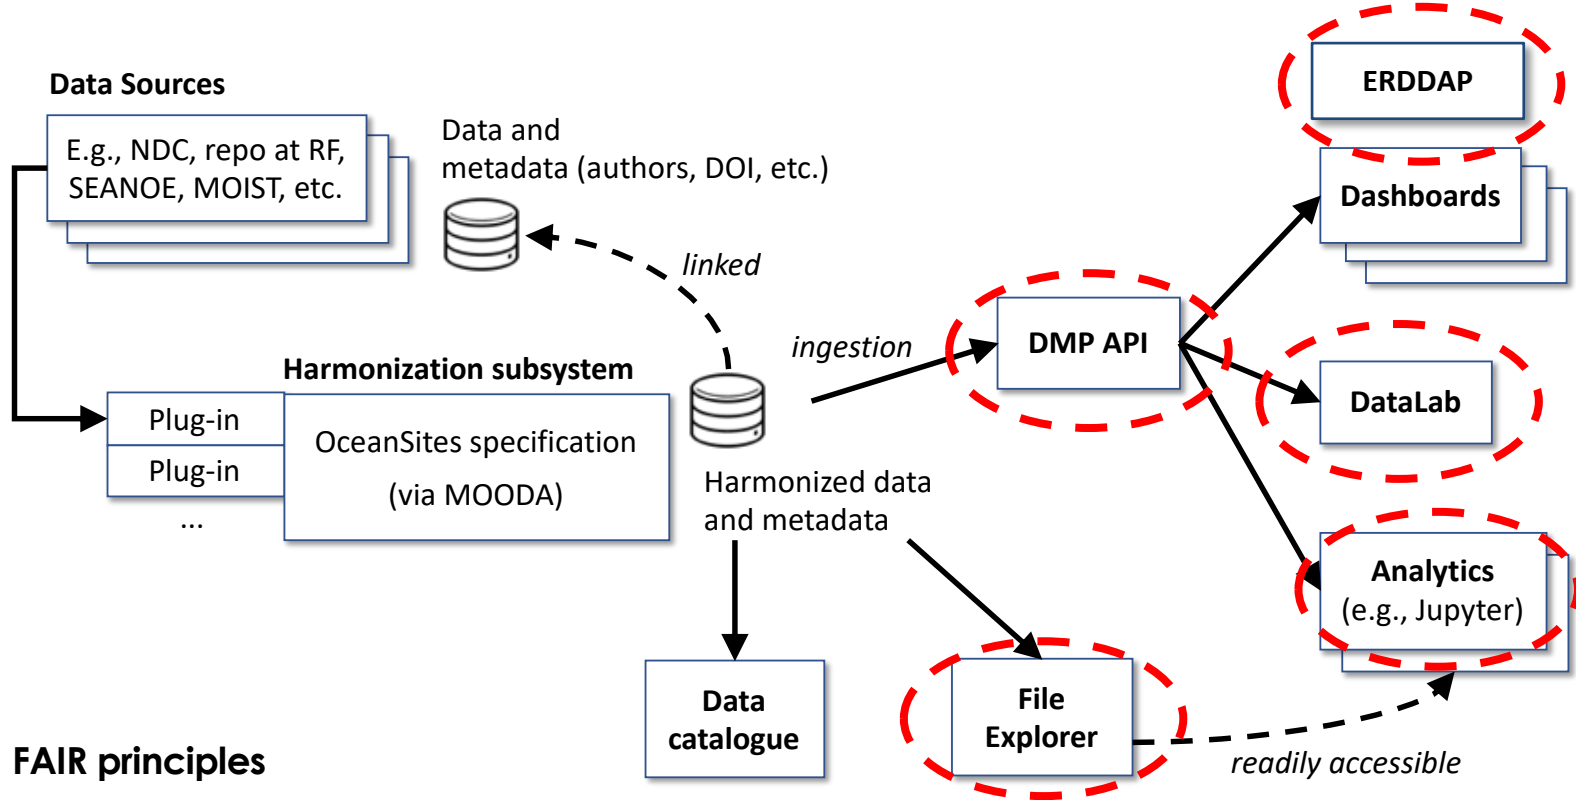 Data Sources
E.g., NDC, repo at RF,
SEANOE, MOIST, etc.
Data and
metadata (authors, DOI, etc.)
linked
Harmonization subsystem
Plug-in
Plug-in
...
OceanSites specification
(via MOODA)
Harmonized data
and metadata
ingestion
DMP API
ERDDAP
Dashboards
DataLab
Analytics
(e.g., Jupyter)
Data
catalogue
File
Explorer
readily accessible
FAIR principles